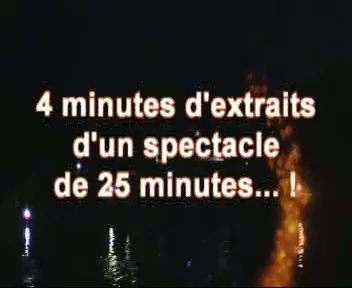 4 minutes d'extraits
d'un spectacle
de 25 minutes... !